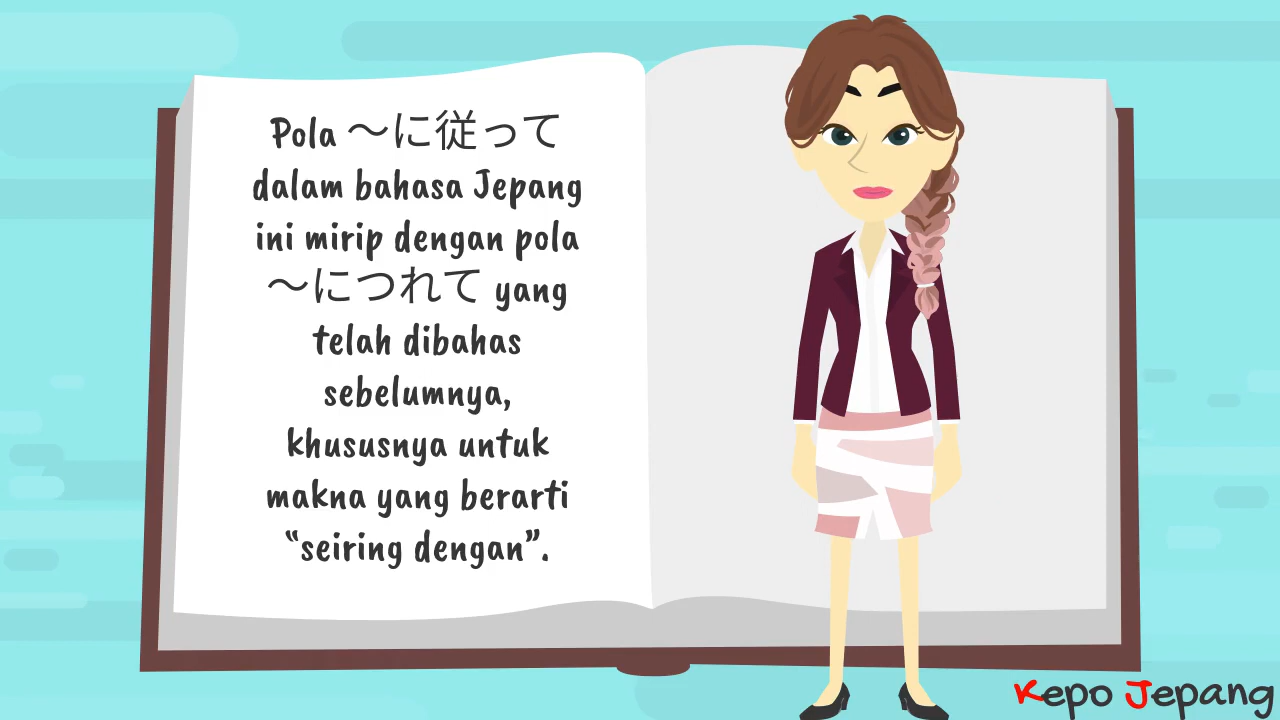 Pola ～に従って
dalam bahasa Jepang
ini mirip dengan pola
～につれて yang
telah dibahas
sebelumnya,
khususnya untuk
makna yang berarti
“seiring dengan”.
Kepo Jepang